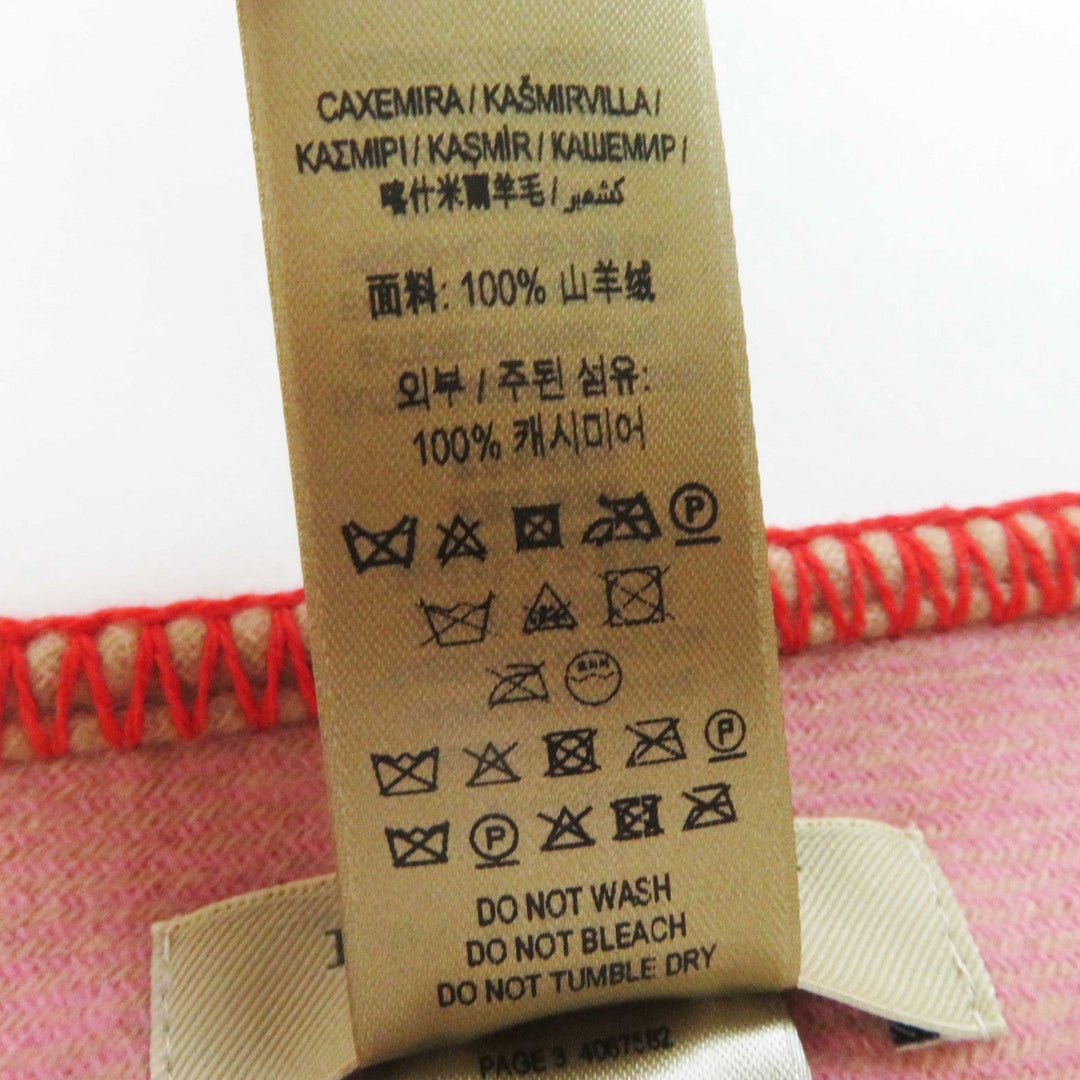 CAXEMIRA / KAŠMIRVILLA /
ΚΑΣΜΙΡΙ / KAŞMİR / КАШЕМИР /
喀什米爾羊毛 / كشمير
面料: 100% 山羊绒
외부 / 주된 섬유:
100% 캐시미어
P
P
P
DO NOT WASH
DO NOT BLEACH
DO NOT TUMBLE DRY
PAGE 3 4067582